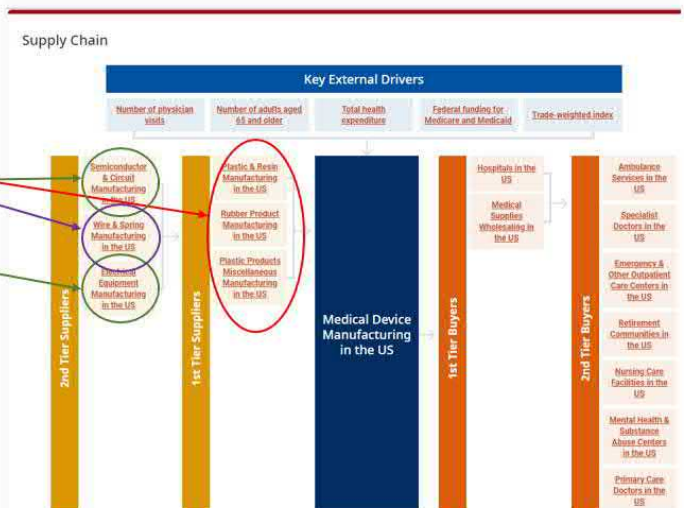 Supply Chain
Key External Drivers
Number of physician
visits
Number of adults aged
65 and older
Total health
expenditure
Federal funding for
Medicare and Medicaid
Trade-weighted index
2nd Tier Suppliers
Semiconductor
& Circuit
Manufacturing
in the US
Wire & Spring
Manufacturing
in the US
Electrical
Equipment
Manufacturing
in the US
1st Tier Suppliers
Plastic & Resin
Manufacturing
in the US
Rubber Product
Manufacturing
in the US
Plastic Products
Miscellaneous
Manufacturing
in the US
Medical Device
Manufacturing
in the US
1st Tier Buyers
Hospitals in the
US
Medical
Supplies
Wholesaling in
the US
2nd Tier Buyers
Ambulance
Services in the
US
Specialist
Doctors in the
US
Emergency &
Other Outpatient
Care Centers in
the US
Retirement
Communities in
the US
Nursing Care
Facilities in the
US
Mental Health &
Substance
Abuse Centers
in the US
Primary Care
Doctors in the
US